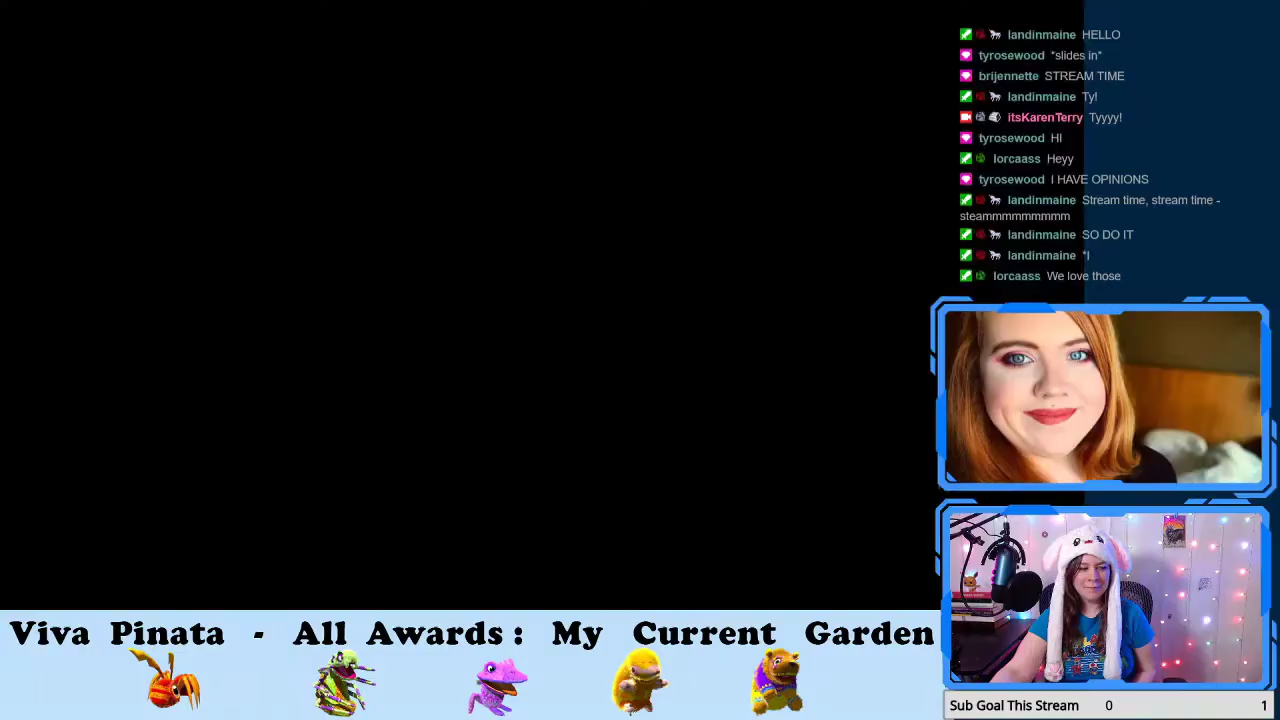 landinmaine HELLO
tyrosewood *slides in*
brijennette STREAM TIME
landinmaine Ty!
itsKarenTerry Tyyyy!
tyrosewood HI
lorcaass Heyy
tyrosewood I HAVE OPINIONS
landinmaine Stream time, stream time -
steammmmmmmmm
landinmaine SO DO IT
landinmaine *I
lorcaass We love those
Viva Pinata - All Awards: My Current Garden
Sub Goal This Stream 0 1